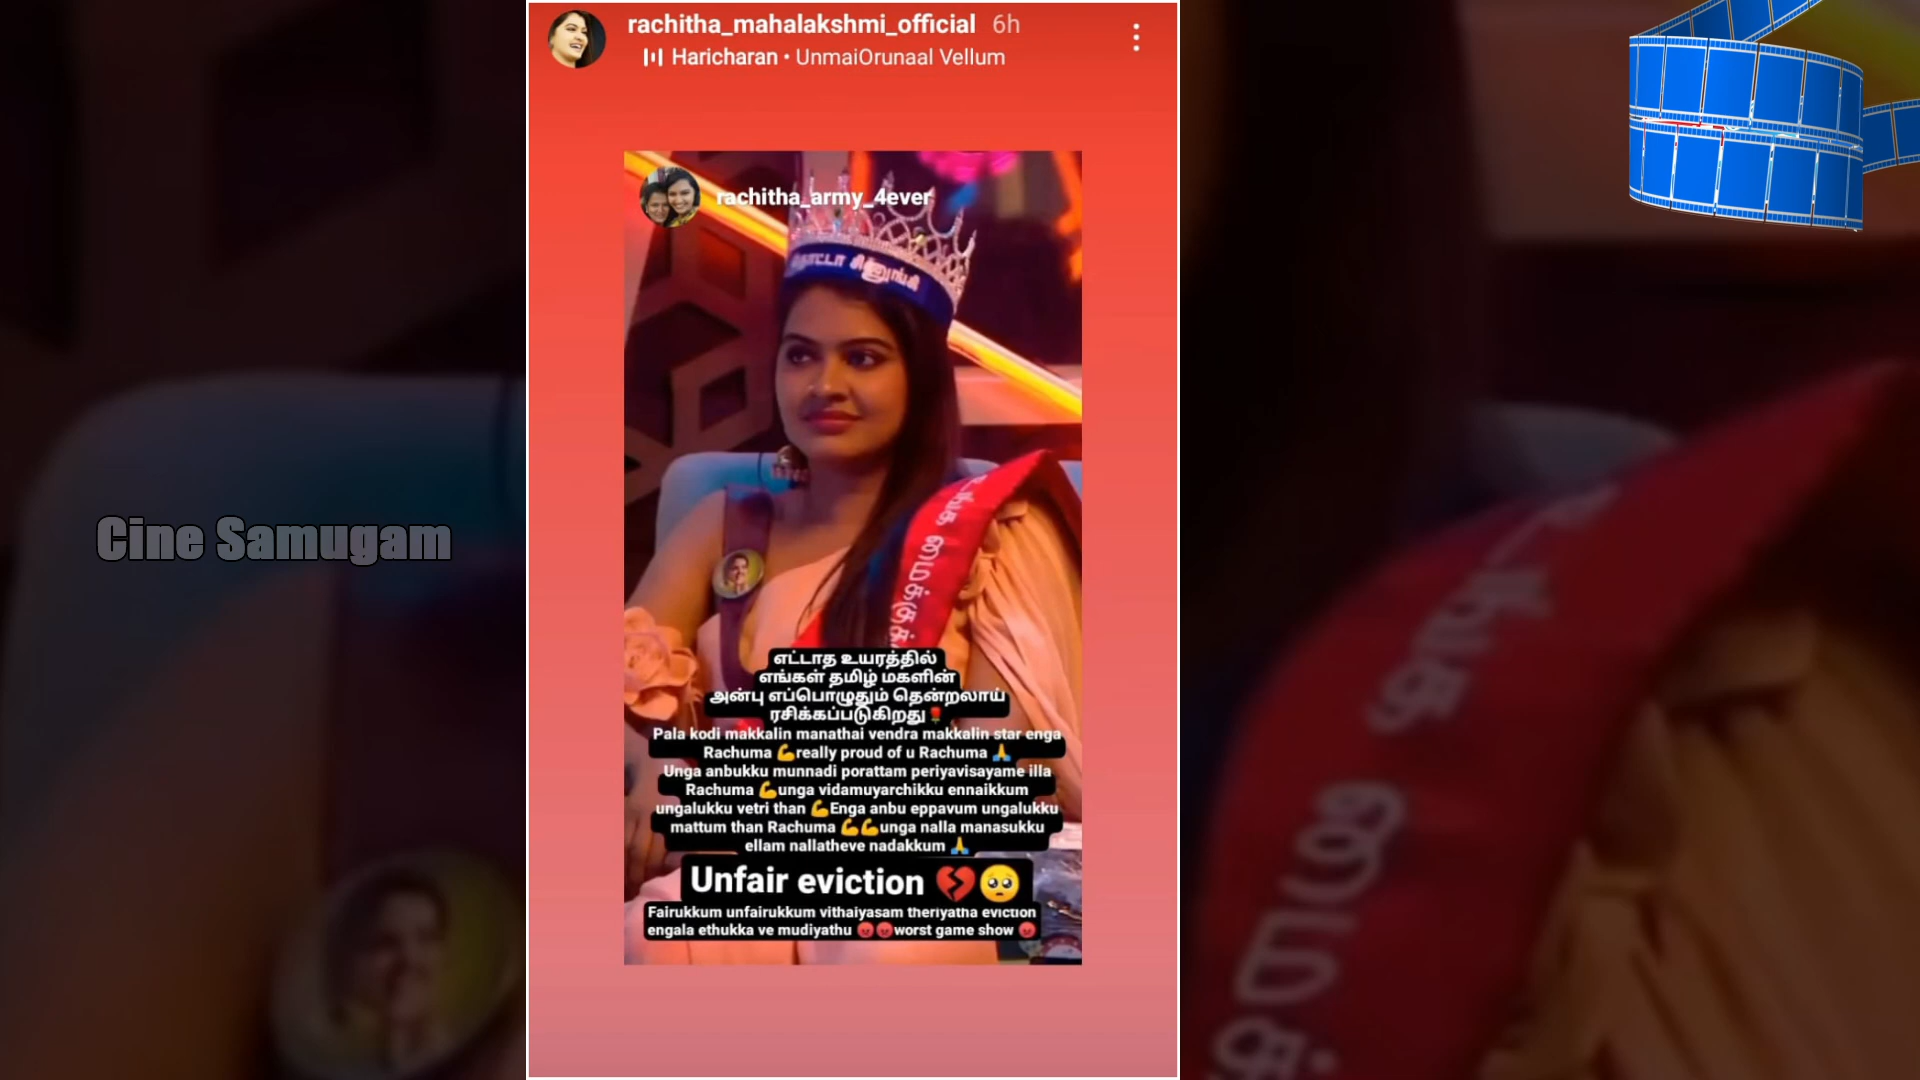 rachitha_mahalakshmi_official 6h
Haricharan • UnmaiOrunaal Vellum
rachitha_army_4ever
Cine Samugam
எட்டாத உயரத்தில்
எங்கள் தமிழ் மகளின்
அன்பு எப்பொழுதும் தென்றலாய்
ரசிக்கப்படுகிறது🌹
Pala kodi makkalin manathai vendra makkalin star enga
Rachuma 💪really proud of u Rachuma 🙏
Unga anbukku munnadi porattam periyavisayame illa
Rachuma 💪unga vidamuyarchikku ennaikkum
ungalukku vetri than 💪Enga anbu eppavum ungalukku
mattum than Rachuma 💪💪unga nalla manasukku
ellam nallatheve nadakkum 🙏
Unfair eviction 💔🥺
Fairukkum unfairukkum vithaiyasam theriyatha eviction
engala ethukka ve mudiyathu 😡😡worst game show 😡